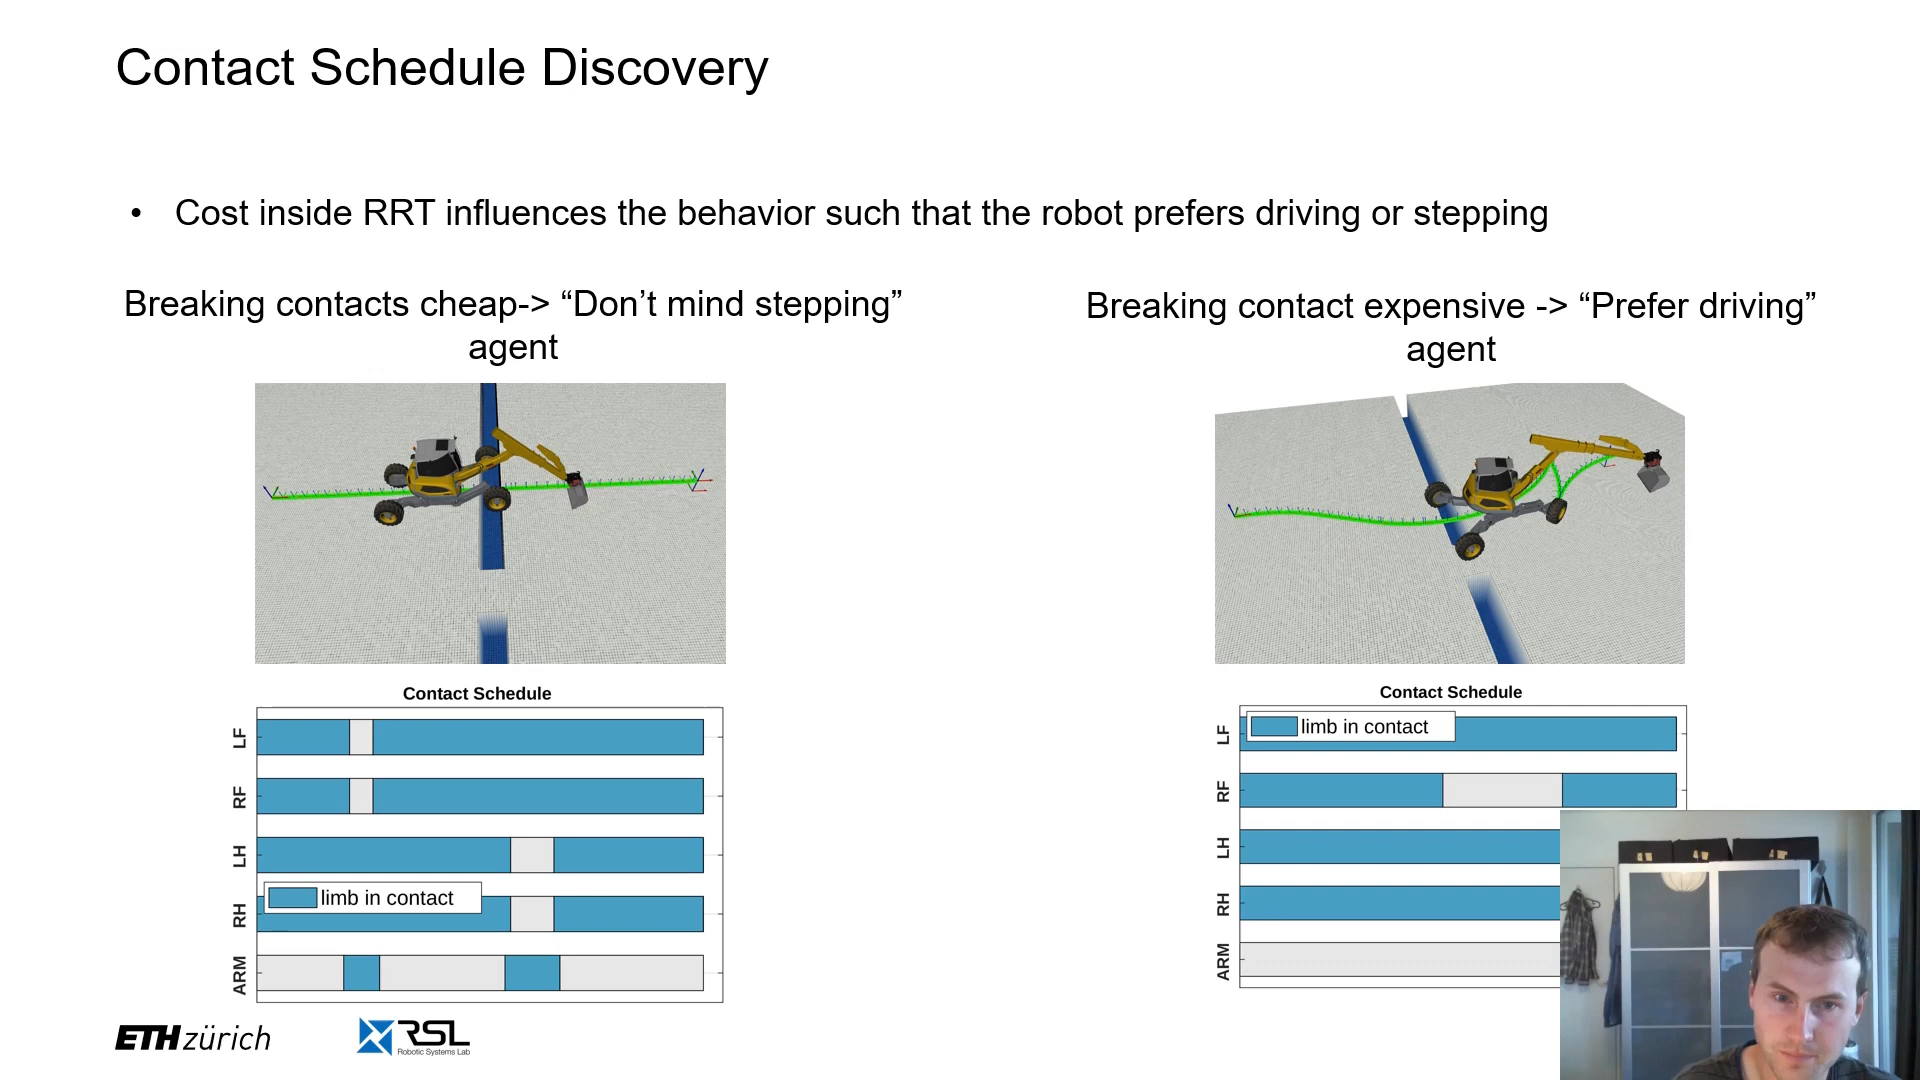 Contact Schedule Discovery
• Cost inside RRT influences the behavior such that the robot prefers driving or stepping
Breaking contacts cheap-> “Don’t mind stepping”
agent
Breaking contact expensive -> “Prefer driving”
agent
Contact Schedule
LF
RF
LH
limb in contact
RH
ARM
Contact Schedule
limb in contact
LF
RF
LH
RH
ARM
ETH zürich
RSL
Robotic Systems Lab